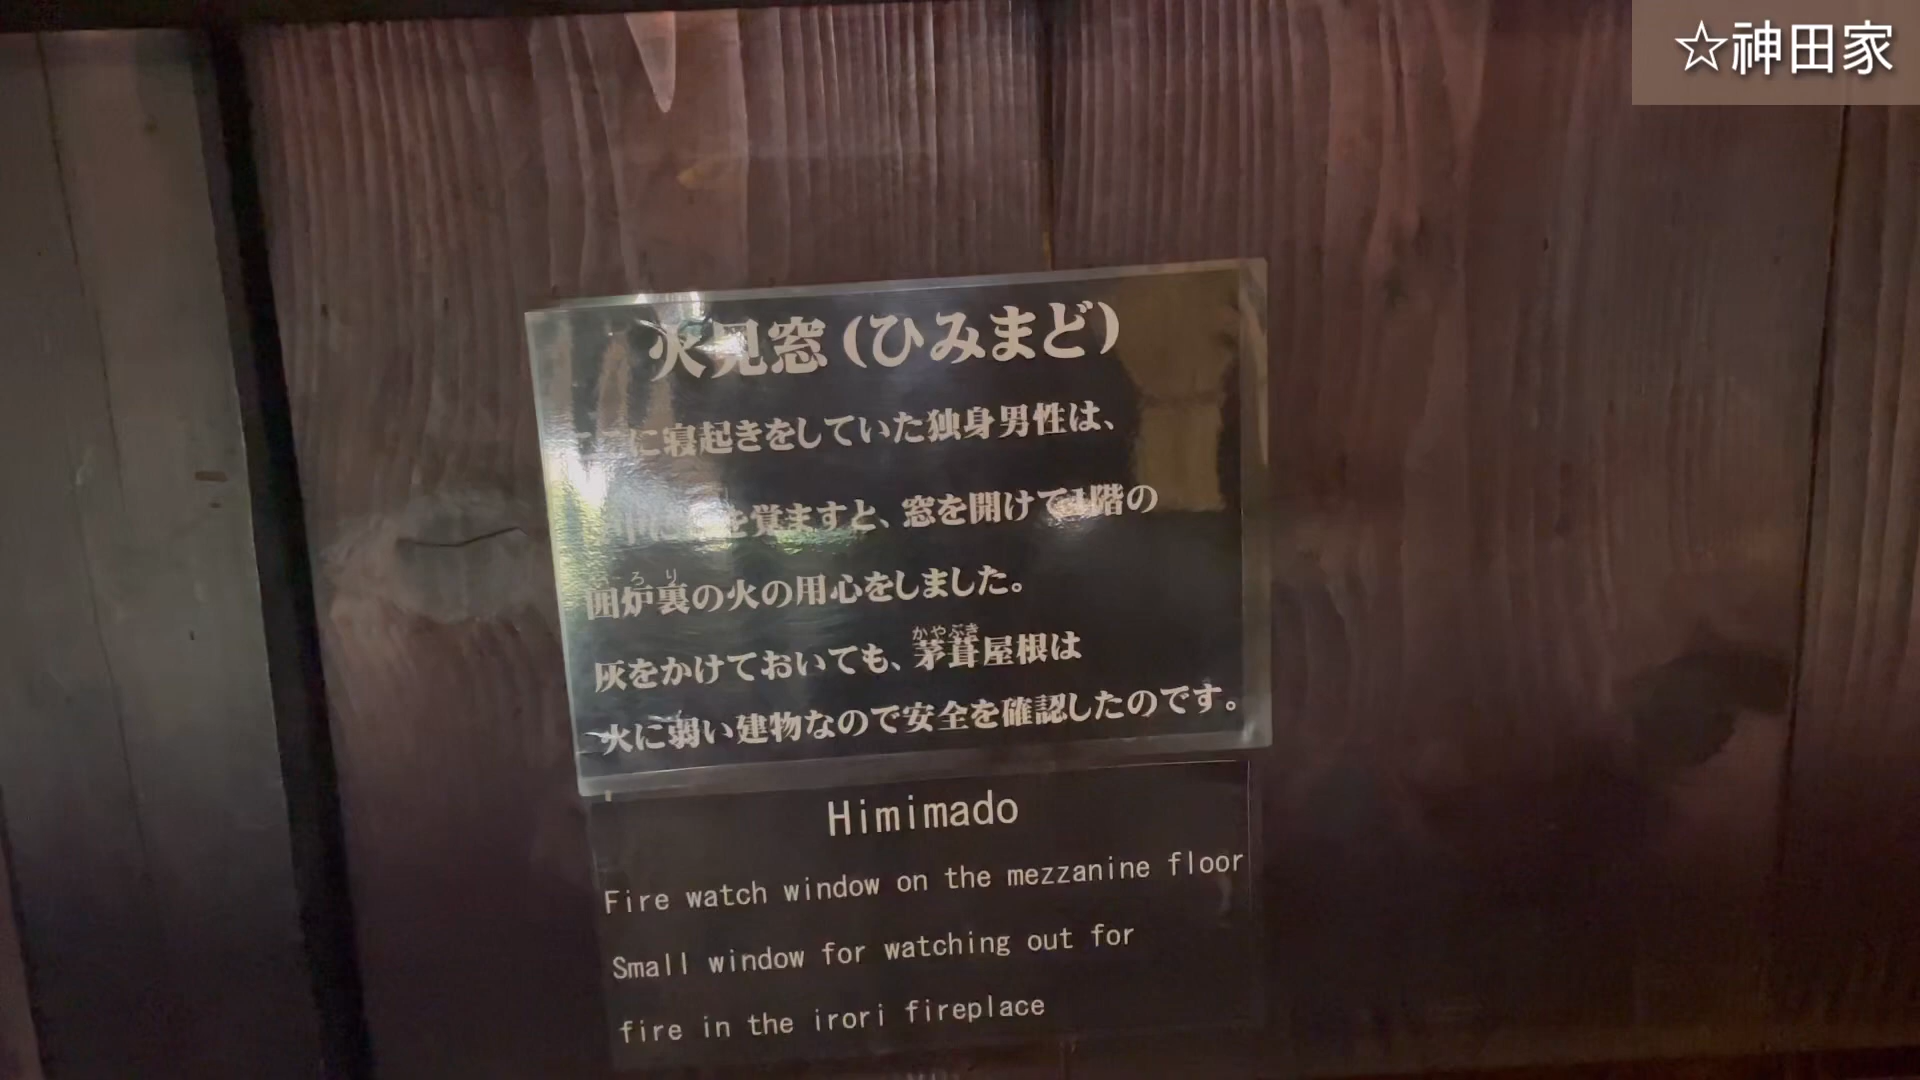 ☆神田家
火見窓(ひみまど)
に寝起きをしていた独身男性は、
を覚ますと、窓を開けて1階の
囲炉裏の火の用心をしました。
かやぶき
灰をかけておいても、茅葺屋根は
火に弱い建物なので安全を確認したのです。
Himimado
Fire watch window on the mezzanine floor
Small window for watching out for
fire in the irori fireplace